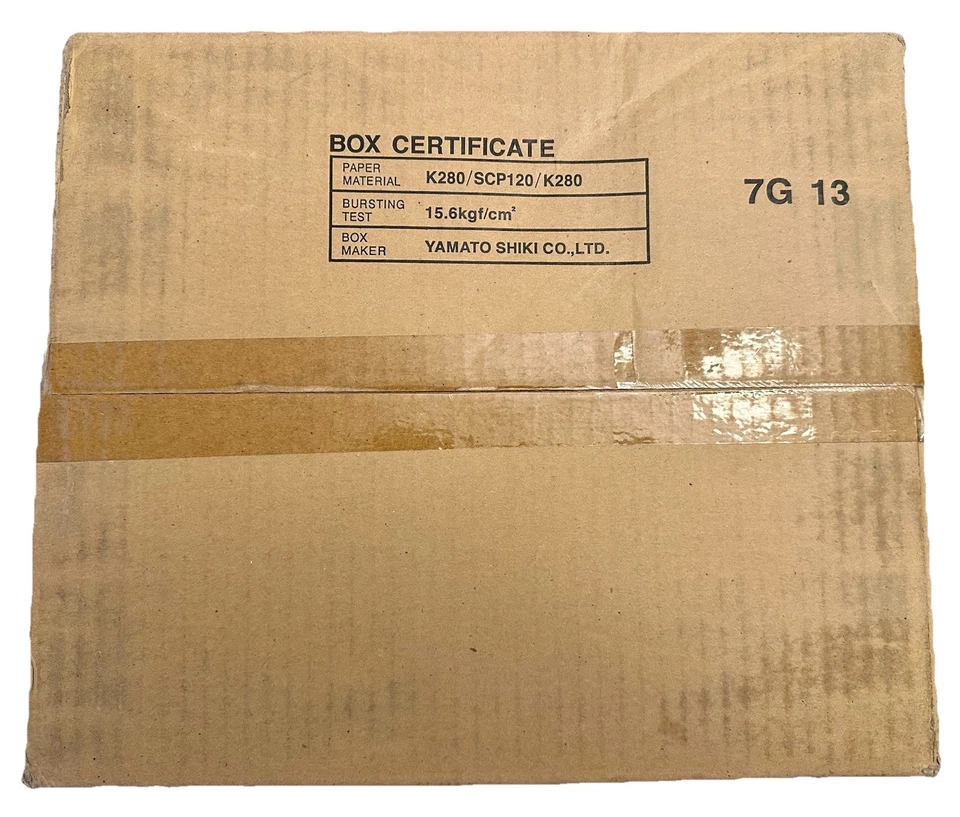 BOX CERTIFICATE
PAPER
MATERIAL
K280/SCP120/K280
BURSTING
TEST
15.6kgf/cm²
BOX
MAKER
YAMATO SHIKI CO.,LTD.
7G 13